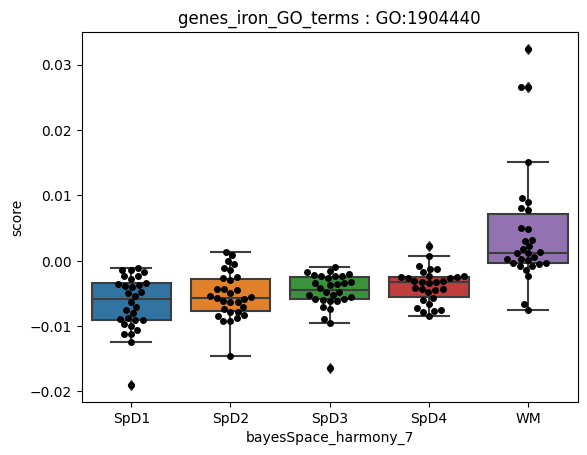 genes_iron_GO_terms : GO:1904440
score
0.03
0.02
0.01
0.00
−0.01
−0.02
SpD1 SpD2 SpD3 SpD4 WM
bayesSpace_harmony_7